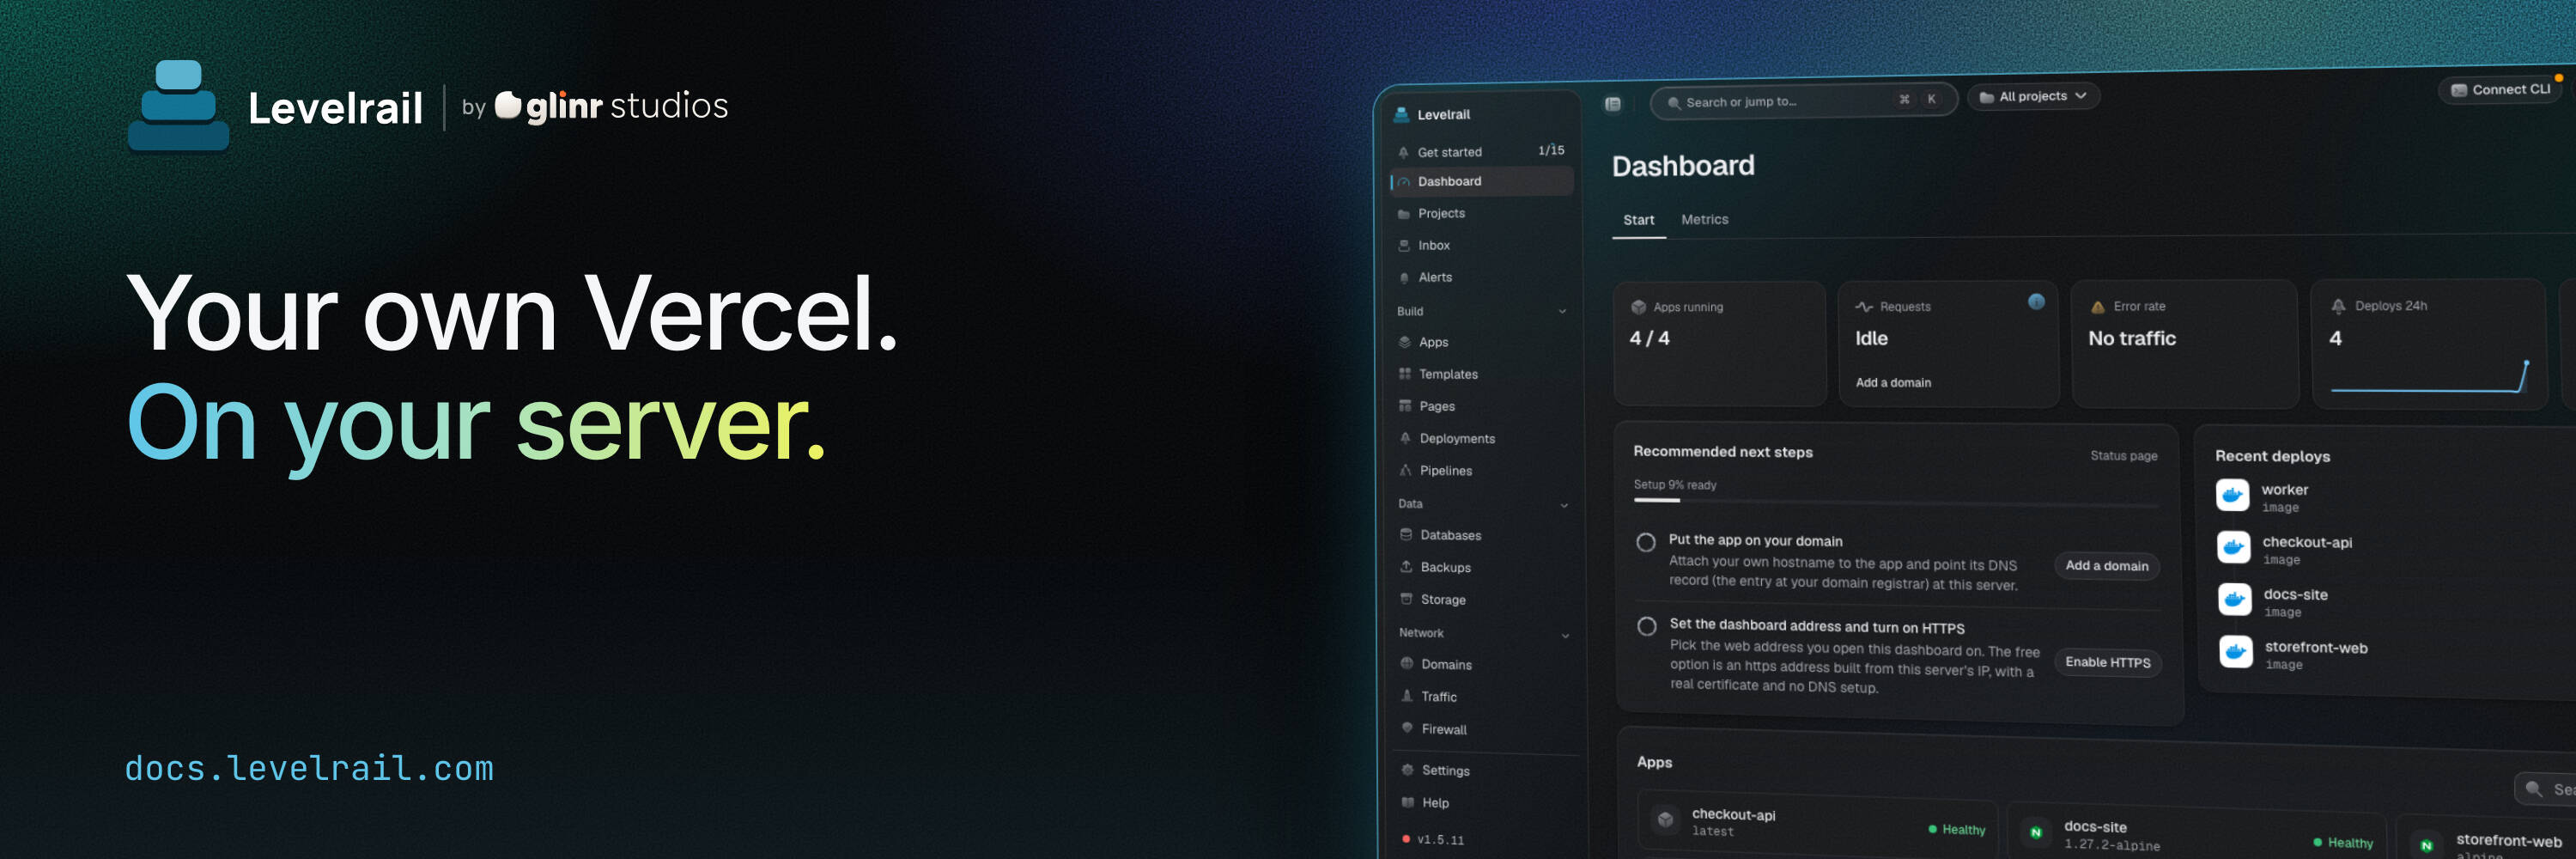 Levelrail
by glinr studios
Your own Vercel.
On your server.
docs.levelrail.com
Levelrail
Get started 1/15
Dashboard
Projects
Inbox
Alerts
Build
Apps
Templates
Pages
Deployments
Pipelines
Data
Databases
Backups
Storage
Network
Domains
Traffic
Firewall
Settings
Help
v1.5.11
Search or jump to... ⌘ K
All projects
Connect CLI
Dashboard
Start Metrics
Apps running
4 / 4
Requests
Idle
Add a domain
Error rate
No traffic
Deploys 24h
4
Recommended next steps
Status page
Setup 9% ready
Put the app on your domain
Attach your own hostname to the app and point its DNS
record (the entry at your domain registrar) at this server.
Add a domain
Set the dashboard address and turn on HTTPS
Pick the web address you open this dashboard on. The free
option is an https address built from this server's IP, with a
real certificate and no DNS setup.
Enable HTTPS
Recent deploys
worker
image
checkout-api
image
docs-site
image
storefront-web
image
Apps
Sea
checkout-api
latest
Healthy
docs-site
1.27.2-alpine
Healthy
storefront-web